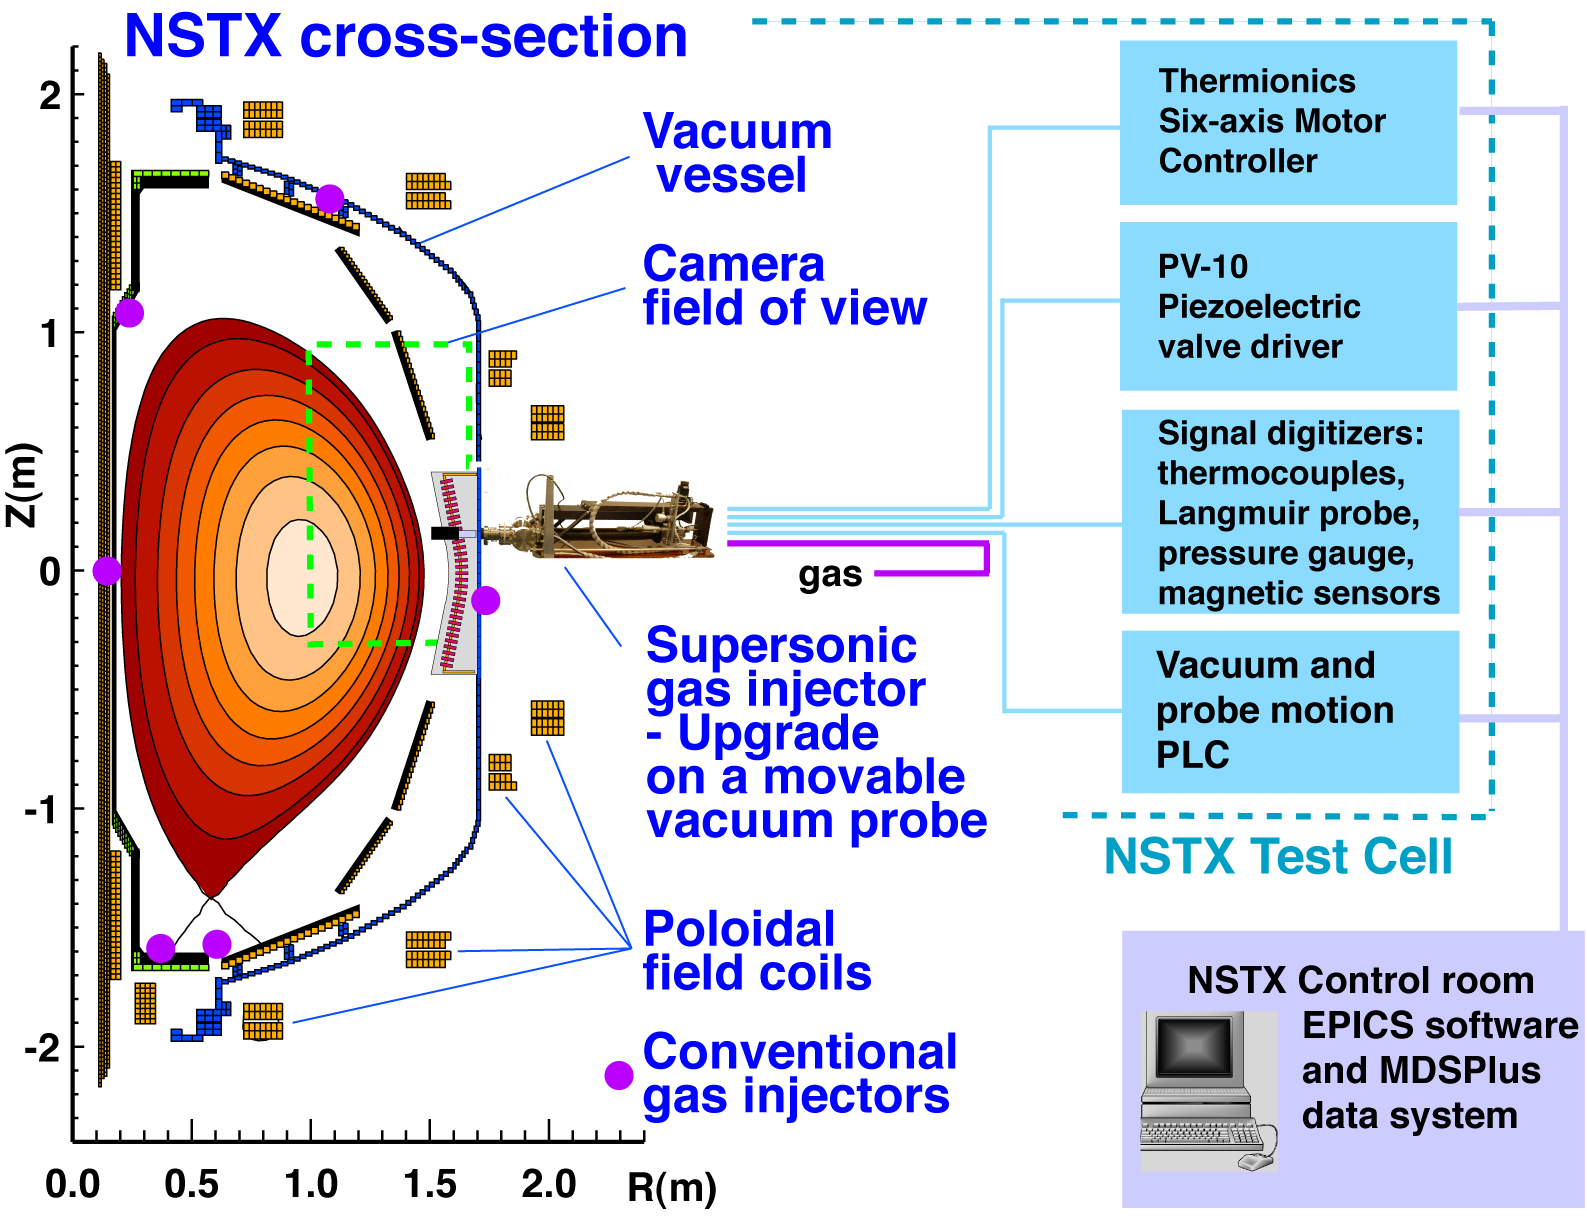 NSTX cross-section
2
1
0
-1
-2
Z(m)
0.0 0.5 1.0 1.5 2.0 R(m)
Vacuum
vessel
Camera
field of view
gas
Supersonic
gas injector
- Upgrade
on a movable
vacuum probe
Poloidal
field coils
Conventional
gas injectors
Thermionics
Six-axis Motor
Controller
PV-10
Piezoelectric
valve driver
Signal digitizers:
thermocouples,
Langmuir probe,
pressure gauge,
magnetic sensors
Vacuum and
probe motion
PLC
NSTX Test Cell
NSTX Control room
EPICS software
and MDSPlus
data system